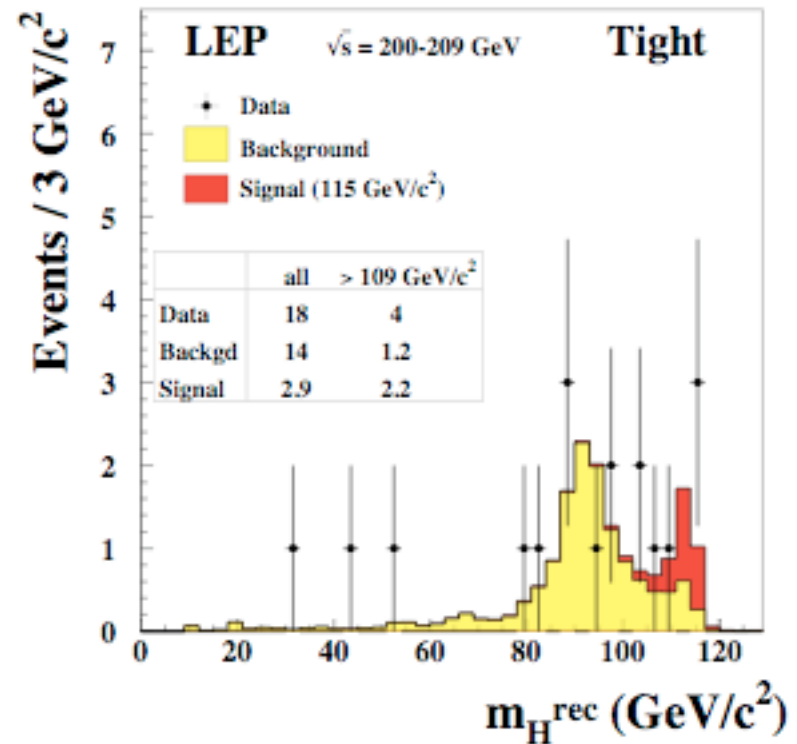 LEP √s = 200-209 GeV Tight
Data
Background
Signal (115 GeV/c²)
all > 109 GeV/c²
Data 18 4
Backgd 14 1.2
Signal 2.9 2.2
Events / 3 GeV/c²
7
6
5
4
3
2
1
0
0 20 40 60 80 100 120
m_H^rec (GeV/c²)